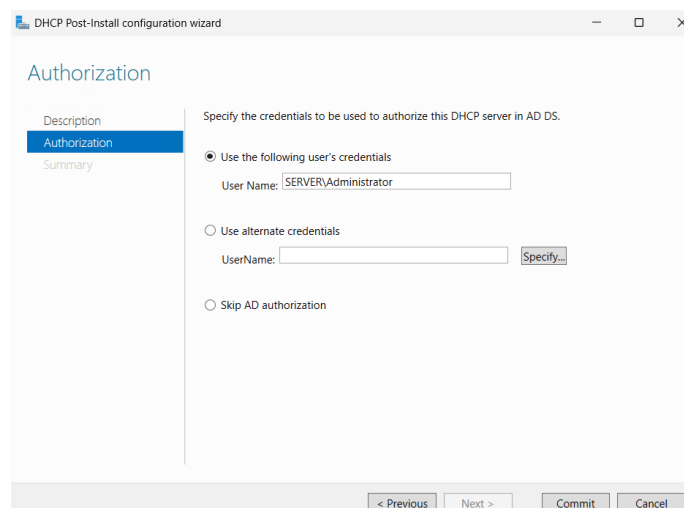 DHCP Post-Install configuration wizard
Authorization
Description
Authorization
Summary
Specify the credentials to be used to authorize this DHCP server in AD DS.
Use the following user's credentials
User Name: SERVER\Administrator
Use alternate credentials
UserName:
Specify...
Skip AD authorization
< Previous
Next >
Commit
Cancel